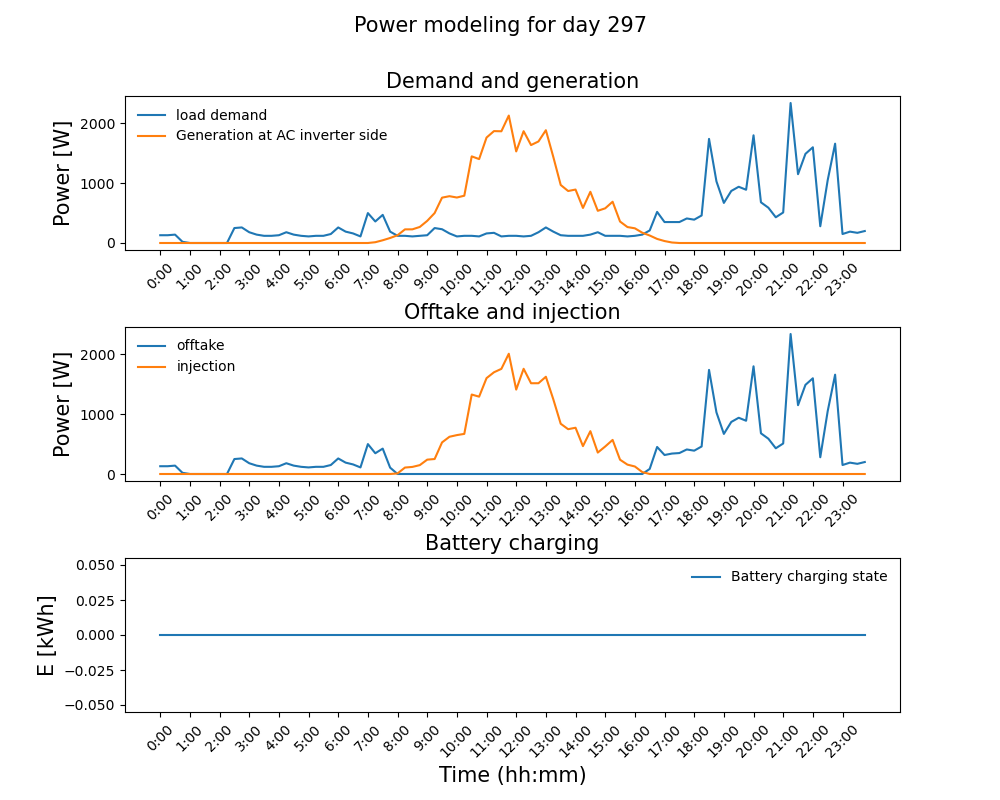 Power modeling for day 297
Demand and generation
Power [W]
2000
1000
0
load demand
Generation at AC inverter side
0:00 1:00 2:00 3:00 4:00 5:00 6:00 7:00 8:00 9:00 10:00 11:00 12:00 13:00 14:00 15:00 16:00 17:00 18:00 19:00 20:00 21:00 22:00 23:00
Offtake and injection
Power [W]
2000
1000
0
offtake
injection
0:00 1:00 2:00 3:00 4:00 5:00 6:00 7:00 8:00 9:00 10:00 11:00 12:00 13:00 14:00 15:00 16:00 17:00 18:00 19:00 20:00 21:00 22:00 23:00
Battery charging
E [kWh]
0.050
0.025
0.000
−0.025
−0.050
Battery charging state
0:00 1:00 2:00 3:00 4:00 5:00 6:00 7:00 8:00 9:00 10:00 11:00 12:00 13:00 14:00 15:00 16:00 17:00 18:00 19:00 20:00 21:00 22:00 23:00
Time (hh:mm)